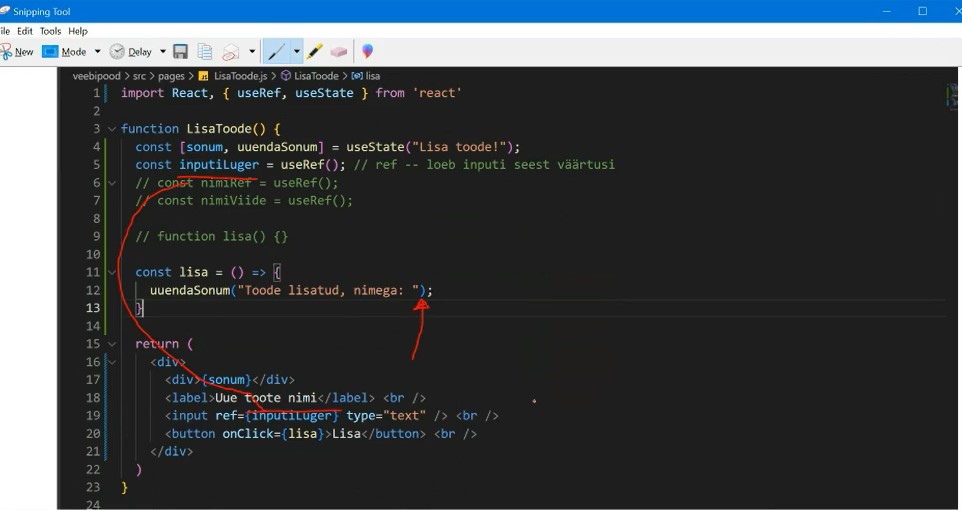 Snipping Tool
ile Edit Tools Help
New Mode Delay
veebipood > src > pages > LisaToode.js > LisaToode > lisa
1 import React, { useRef, useState } from 'react'
2
3 function LisaToode() {
4 const [sonum, uuendaSonum] = useState("Lisa toode!");
5 const inputiLuger = useRef(); // ref -- loeb inputi seest väärtusi
6 // const nimiRef = useRef();
7 // const nimiViide = useRef();
8
9 // function lisa() {}
10
11 const lisa = () => {
12 uuendaSonum("Toode lisatud, nimega: ");
13 }
14
15 return (
16 <div>
17 <div>{sonum}</div>
18 <label>Uue toote nimi</label> <br />
19 <input ref={inputiLuger} type="text" /> <br />
20 <button onClick={lisa}>Lisa</button> <br />
21 </div>
22 )
23 }
24